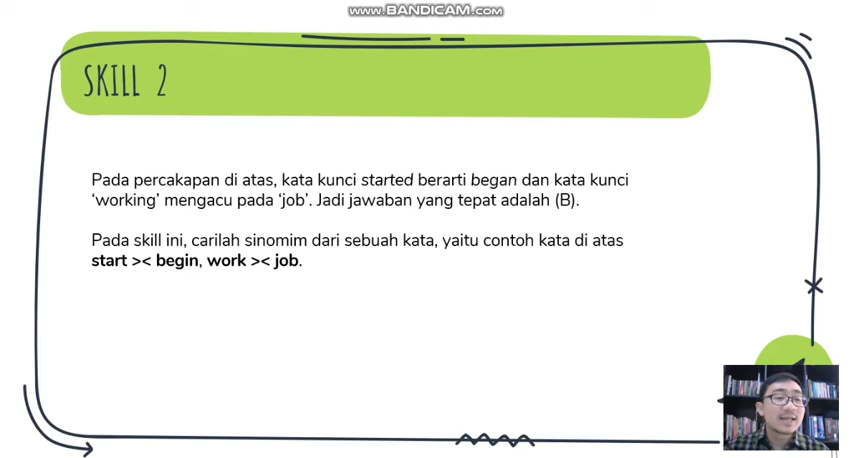 www.BANDICAM.com
SKILL 2
Pada percakapan di atas, kata kunci started berarti began dan kata kunci
‘working’ mengacu pada ‘job’. Jadi jawaban yang tepat adalah (B).
Pada skill ini, carilah sinomim dari sebuah kata, yaitu contoh kata di atas
start >< begin, work >< job.